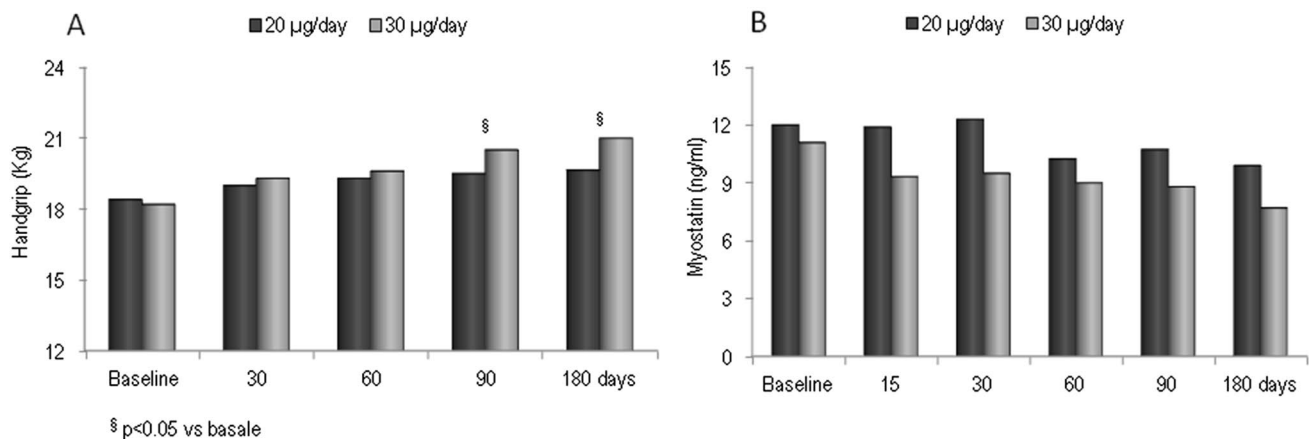 A
20 µg/day 30 µg/day
Handgrip (Kg)
24
21
18
15
12
§
§
Baseline 30 60 90 180 days
§ p<0.05 vs basale
B
20 µg/day 30 µg/day
Myostatin (ng/ml)
15
12
9
6
3
0
Baseline 15 30 60 90 180 days